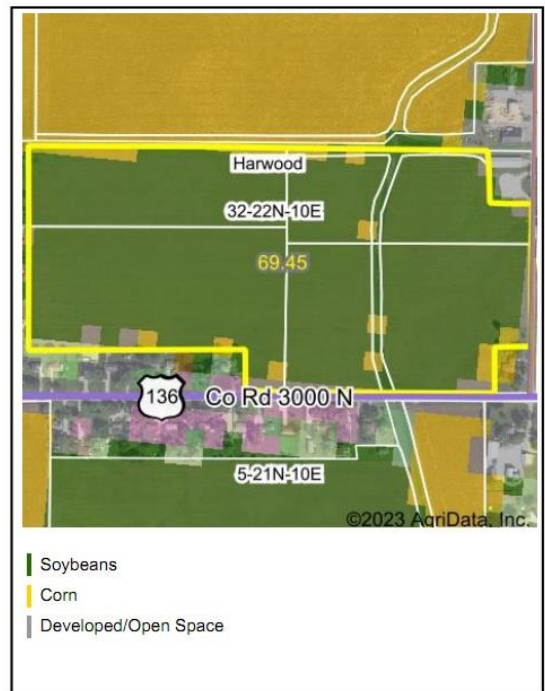 Harwood
32-22N-10E
69.45
136
Co Rd 3000 N
5-21N-10E
©2023 AgriData, Inc.
Soybeans
Corn
Developed/Open Space